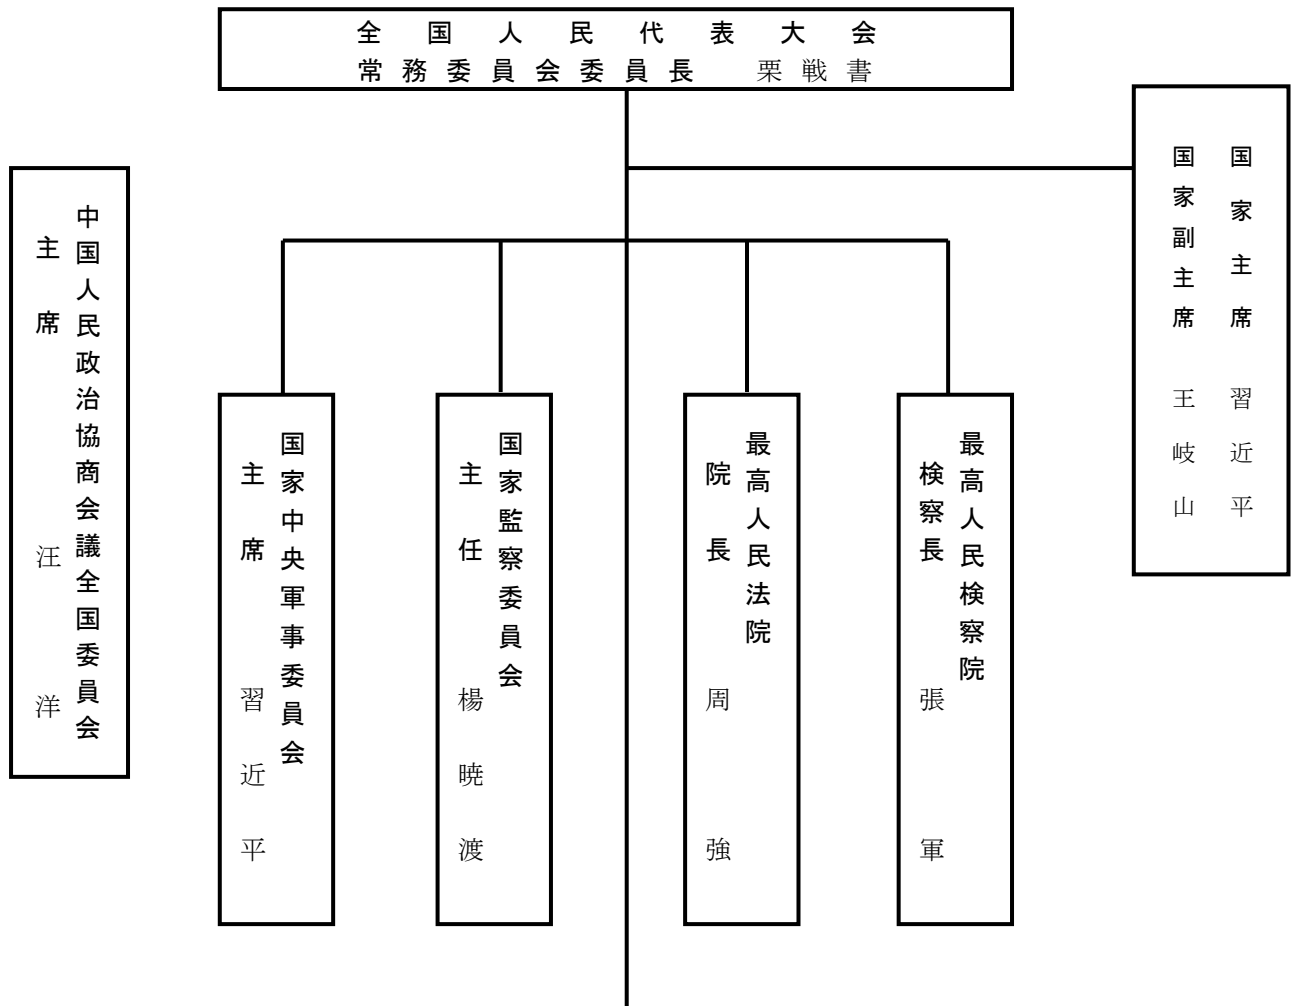 全国人民代表大会
常務委員会委員長 栗戦書
国家主席 習近平
国家副主席 王岐山
中国人民政治協商会議全国委員会
主席 汪洋
国家中央軍事委員会
主席 習近平
国家監察委員会
主任 楊暁渡
最高人民法院
院長 周強
最高人民検察院
検察長 張軍